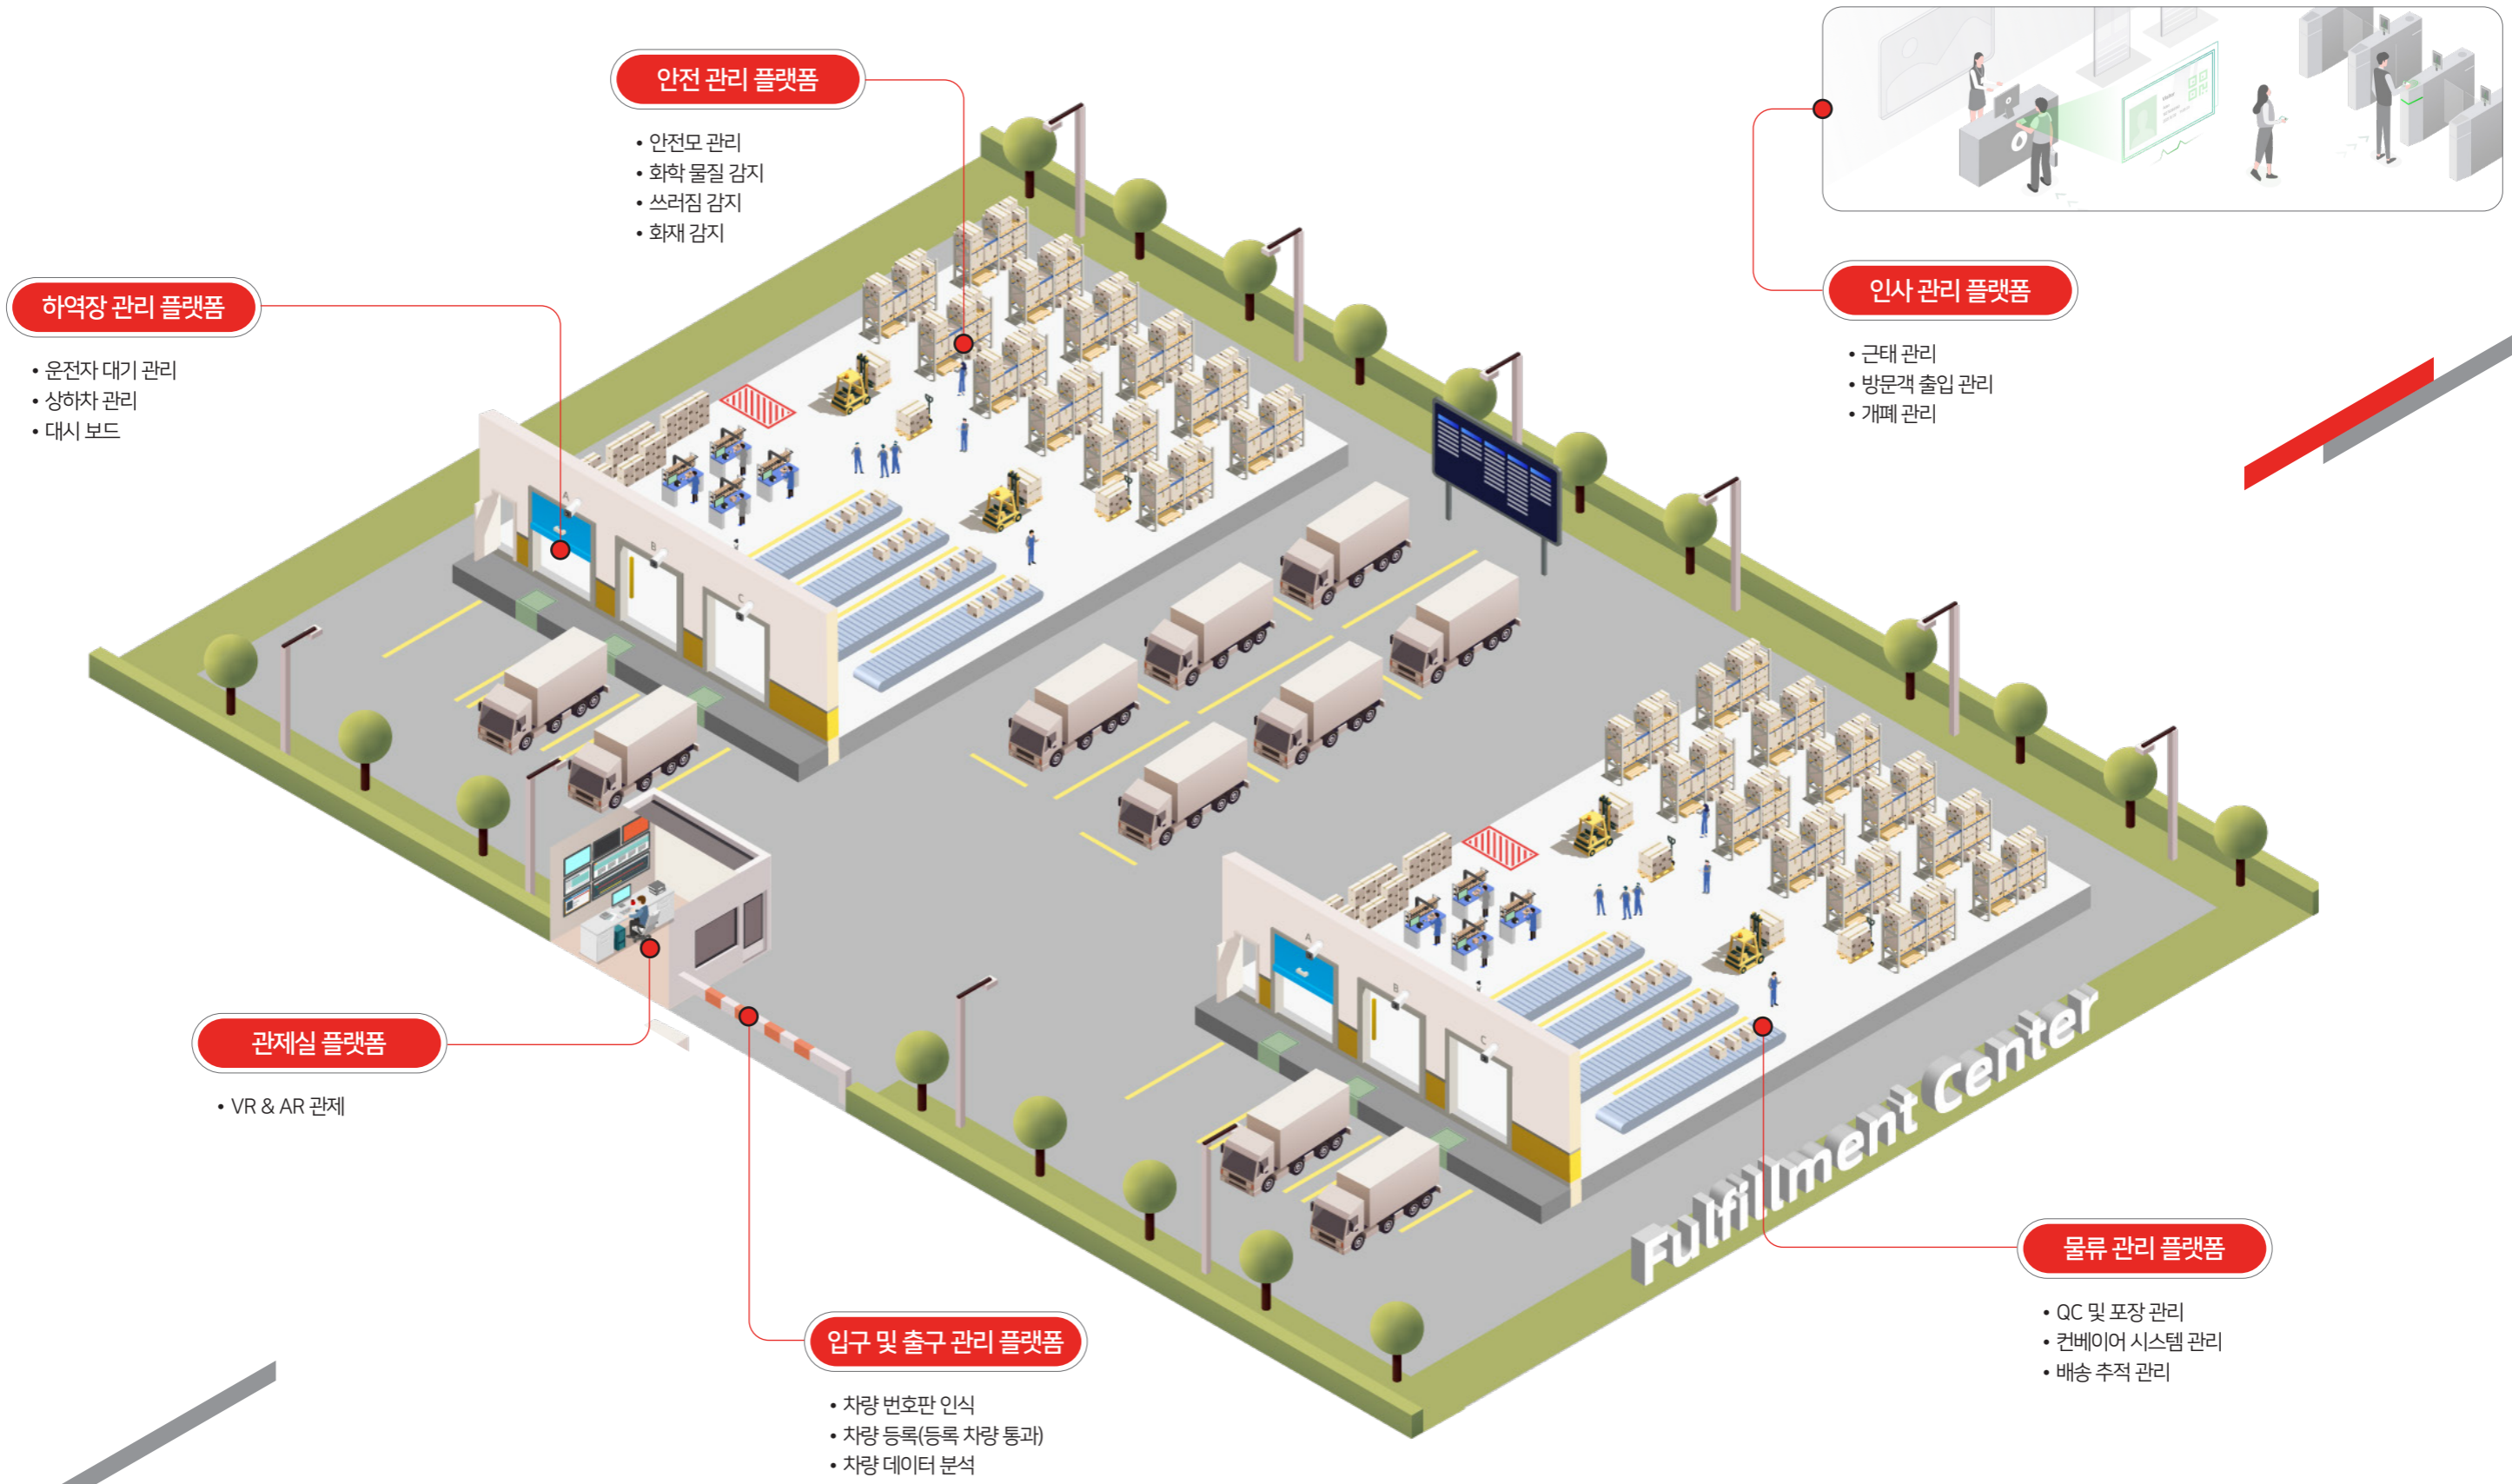 안전 관리 플랫폼
• 안전모 관리
• 화학 물질 감지
• 쓰러짐 감지
• 화재 감지
하역장 관리 플랫폼
• 운전자 대기 관리
• 상하차 관리
• 대시 보드
인사 관리 플랫폼
• 근태 관리
• 방문객 출입 관리
• 개폐 관리
A
B
C
A
B
C
관제실 플랫폼
• VR & AR 관제
Fulfillment Center
물류 관리 플랫폼
• QC 및 포장 관리
• 컨베이어 시스템 관리
• 배송 추적 관리
입구 및 출구 관리 플랫폼
• 차량 번호판 인식
• 차량 등록(등록 차량 통과)
• 차량 데이터 분석